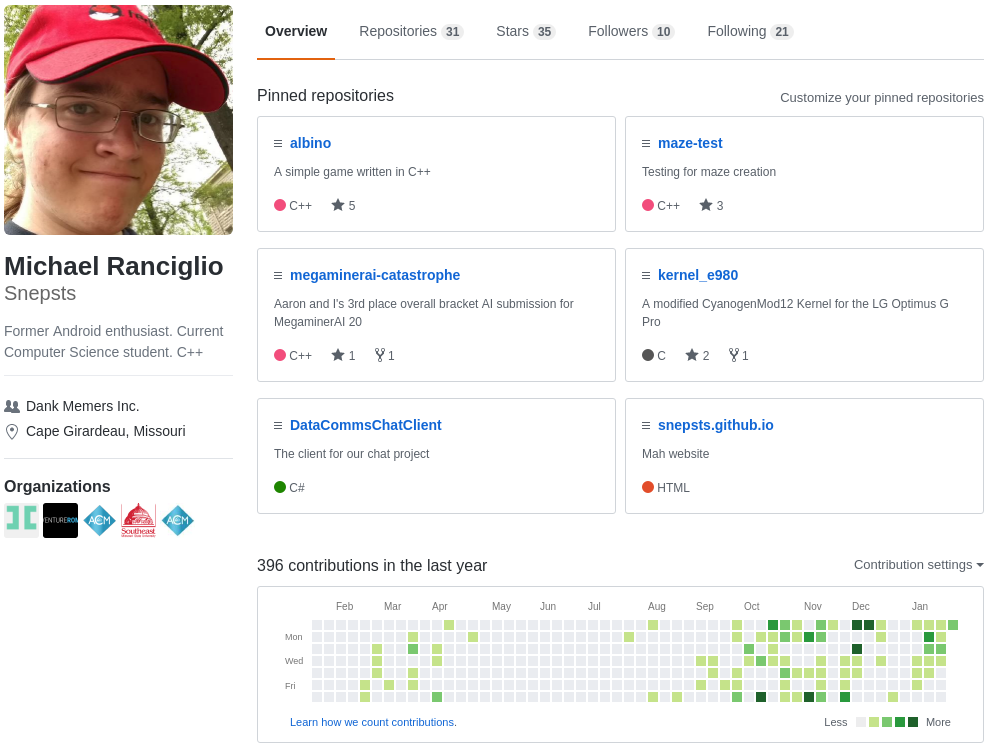 Overview
Repositories 31
Stars 35
Followers 10
Following 21
Michael Ranciglio
Snepsts
Former Android enthusiast. Current
Computer Science student. C++
Dank Memers Inc.
Cape Girardeau, Missouri
Organizations
ACM
Southeast
ACM
Pinned repositories
Customize your pinned repositories
albino
A simple game written in C++
C++ 5
maze-test
Testing for maze creation
C++ 3
megaminerai-catastrophe
Aaron and I's 3rd place overall bracket AI submission for
MegaminerAI 20
C++ 1 1
kernel_e980
A modified CyanogenMod12 Kernel for the LG Optimus G
Pro
C 2 1
DataCommsChatClient
The client for our chat project
C#
snepsts.github.io
Mah website
HTML
396 contributions in the last year
Contribution settings
Feb Mar Apr May Jun Jul Aug Sep Oct Nov Dec Jan
Mon
Wed
Fri
Learn how we count contributions.
Less More